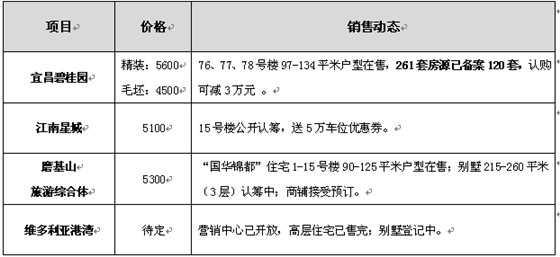 项目 价格 销售动态
宜昌碧桂园 精装：5600 毛坯：4500 76、77、78号楼97-134平米户型在售，261套房源已备案120套，认购
可减3万元 。
江南星城 5100 15号楼公开认筹，送5万车位优惠券。
磨基山
旅游综合体 5300 “国华锦都”住宅1-15号楼90-125平米户型在售；别墅215-260平米
（3层）认筹中；商铺接受预订。
维多利亚港湾 待定 营销中心已开放，高层住宅已售完；别墅登记中。